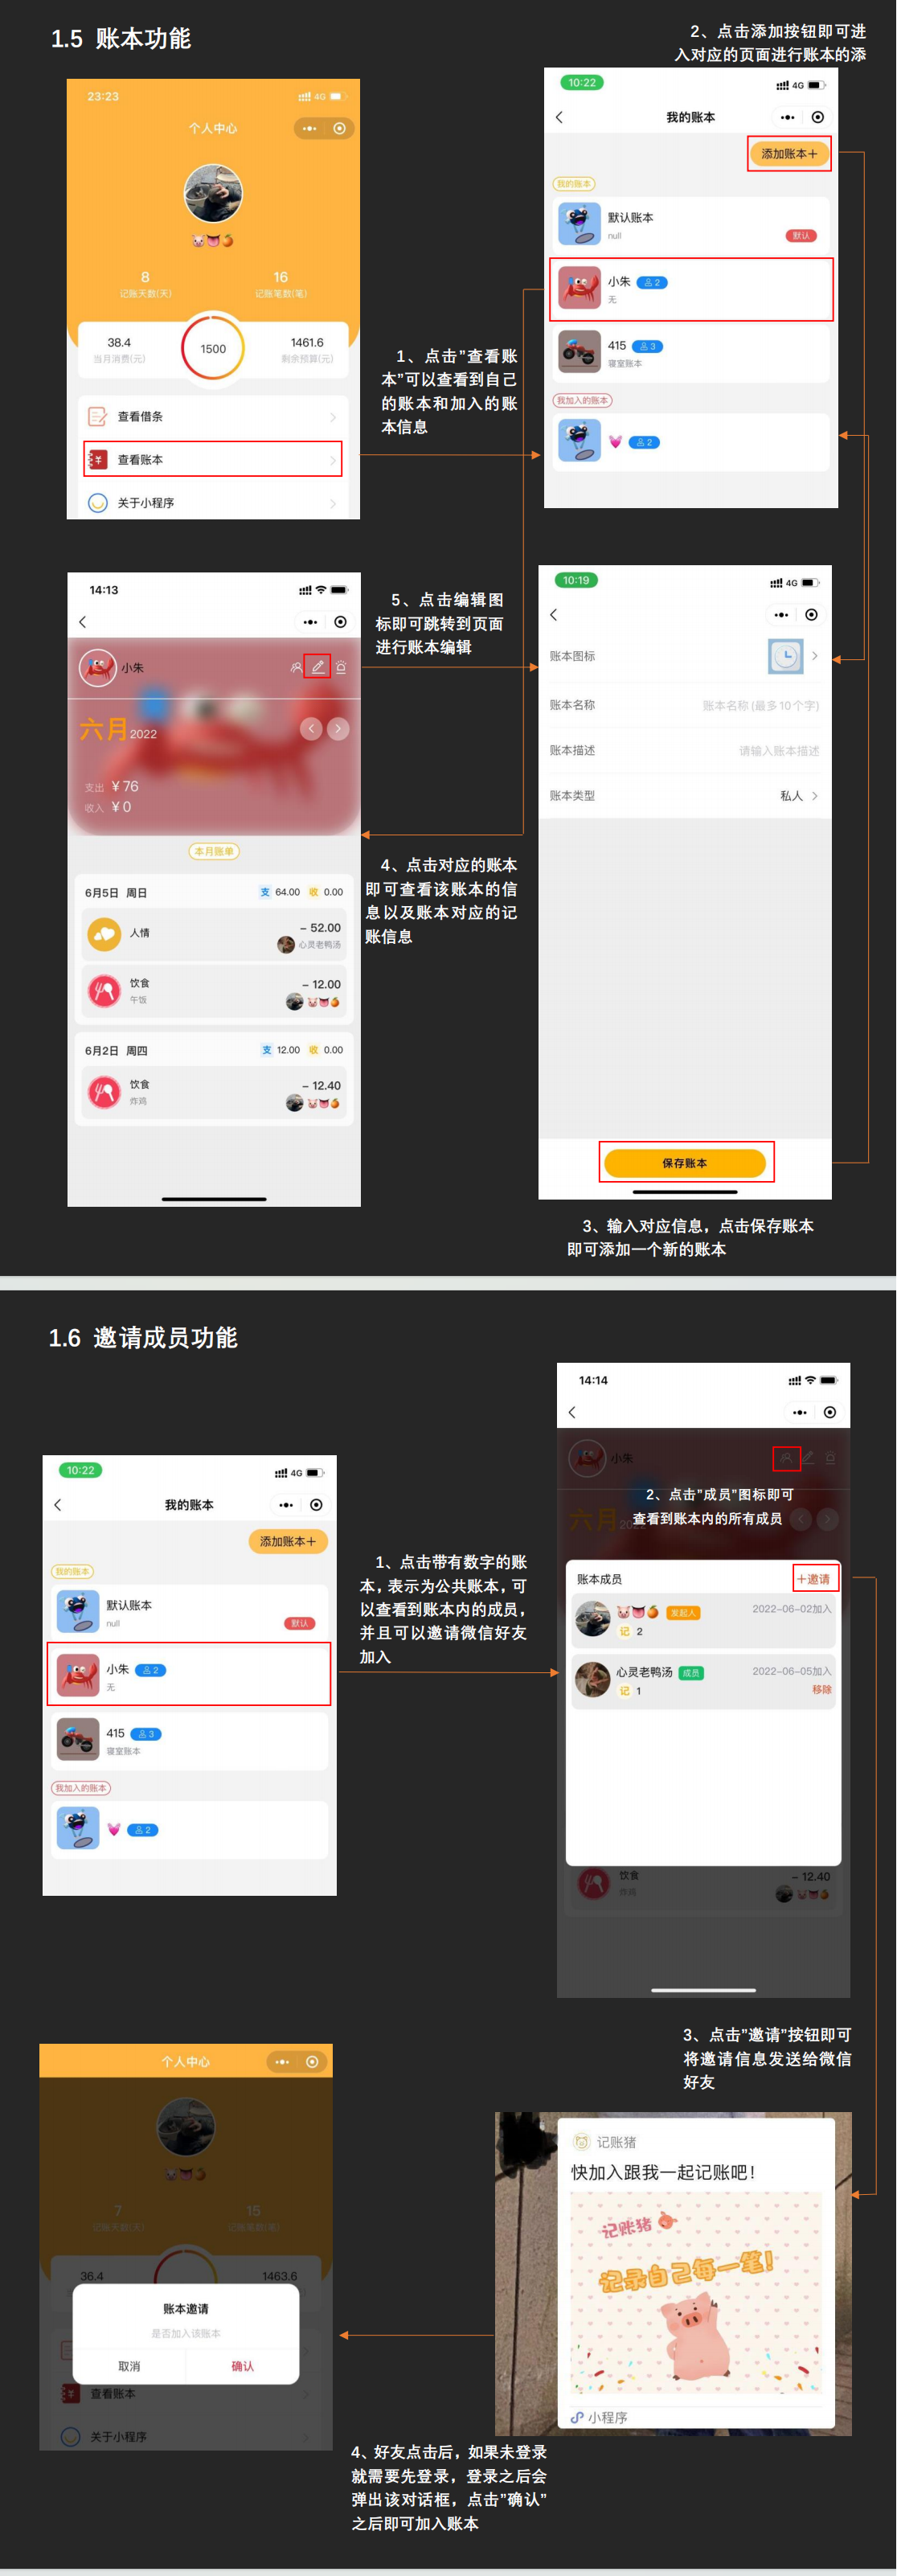 1.5 账本功能
2、点击添加按钮即可进
入对应的页面进行账本的添
23:23
4G
个人中心
8
记账天数(天)
16
记账笔数(笔)
38.4
当月消费(元)
1500
1461.6
剩余预算(元)
查看借条
查看账本
关于小程序
1、点击"查看账
本"可以查看到自己
的账本和加入的账
本信息
10:22
4G
我的账本
添加账本+
我的账本
默认账本
null
默认
小朱 2
无
415 3
寝室账本
我加入的账本
2
14:13
小朱
六月2022
支出 ¥76
收入 ¥0
本月账单
6月5日 周日 支 64.00 收 0.00
人情
- 52.00
心灵老鸭汤
饮食
午饭
- 12.00
6月2日 周四 支 12.00 收 0.00
饮食
炸鸡
- 12.40
5、点击编辑图
标即可跳转到页面
进行账本编辑
4、点击对应的账本
即可查看该账本的信
息以及账本对应的记
账信息
10:19
4G
账本图标
账本名称 账本名称(最多10个字)
账本描述 请输入账本描述
账本类型 私人
保存账本
3、输入对应信息，点击保存账本
即可添加一个新的账本
1.6 邀请成员功能
10:22
4G
我的账本
添加账本+
我的账本
默认账本
null
默认
小朱 2
无
415 3
寝室账本
我加入的账本
2
1、点击带有数字的账
本，表示为公共账本，可
以查看到账本内的成员，
并且可以邀请微信好友
加入
14:14
小朱
2、点击"成员"图标即可
查看到账本内的所有成员
六月2022
账本成员 +邀请
发起人 2022-06-02加入
记 2
心灵老鸭汤 成员 2022-06-05加入
记 1 移除
饮食
炸鸡
- 12.40
3、点击"邀请"按钮即可
将邀请信息发送给微信
好友
个人中心
7
记账天数(天)
15
记账笔数(笔)
36.4
1463.6
账本邀请
是否加入该账本
取消 确认
查看账本
关于小程序
记账猪
快加入跟我一起记账吧！
记账猪
记录自己每一笔！
小程序
4、好友点击后，如果未登录
就需要先登录，登录之后会
弹出该对话框，点击"确认"
之后即可加入账本